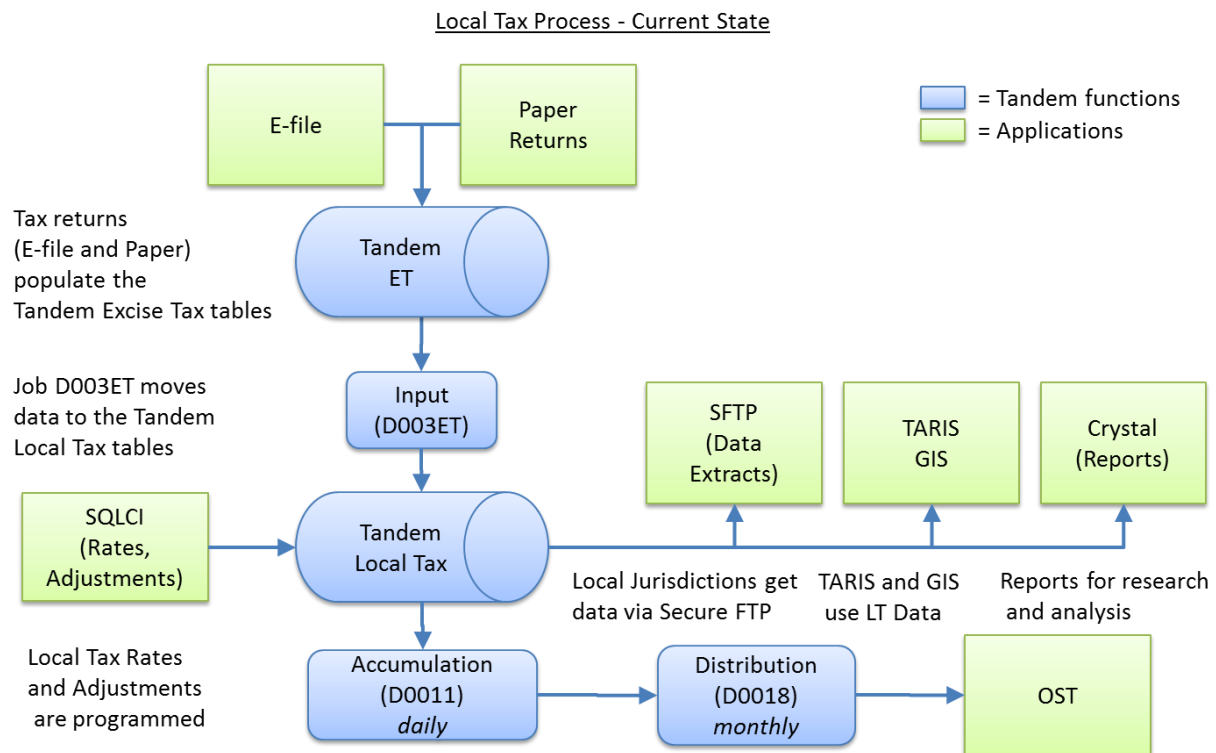 Local Tax Process - Current State
E-file
Paper
Returns
= Tandem functions
= Applications
Tax returns
(E-file and Paper)
populate the
Tandem Excise Tax tables
Tandem
ET
Job D003ET moves
data to the Tandem
Local Tax tables
Input
(D003ET)
SFTP
(Data
Extracts)
TARIS
GIS
Crystal
(Reports)
SQLCI
(Rates,
Adjustments)
Tandem
Local Tax
Local Jurisdictions get
data via Secure FTP
TARIS and GIS
use LT Data
Reports for research
and analysis
Local Tax Rates
and Adjustments
are programmed
Accumulation
(D0011)
daily
Distribution
(D0018)
monthly
OST